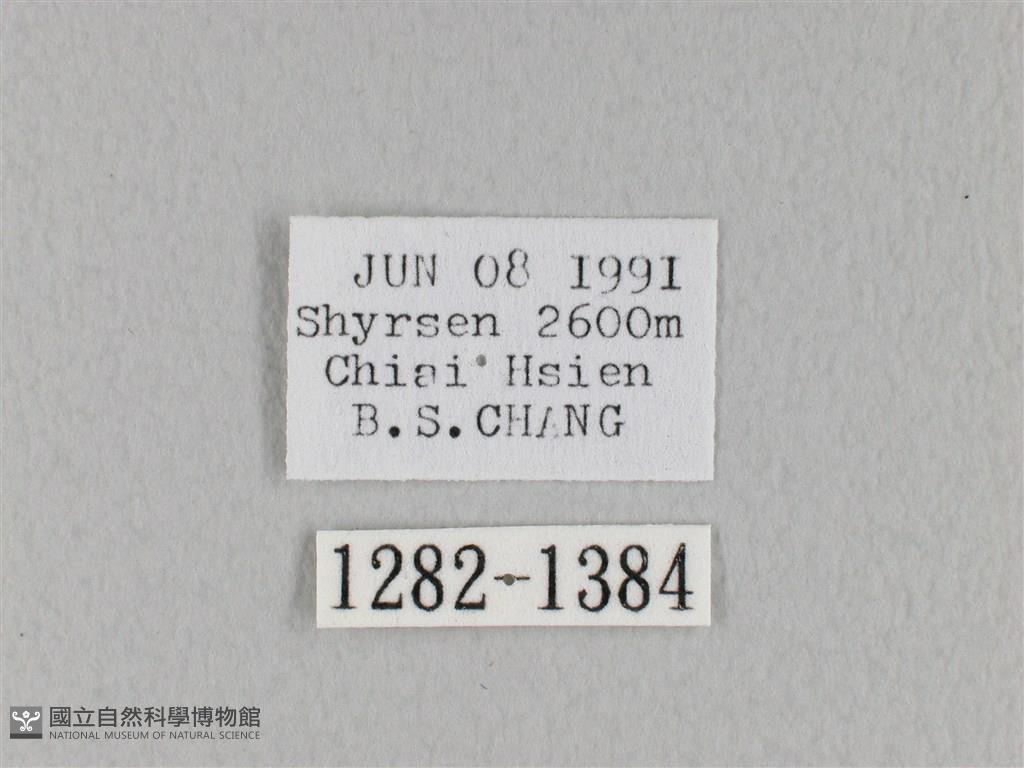 JUN 08 1991
Shyrsen 2600m
Chiai Hsien
B.S.CHANG
1282-1384
國立自然科學博物館
NATIONAL MUSEUM OF NATURAL SCIENCE